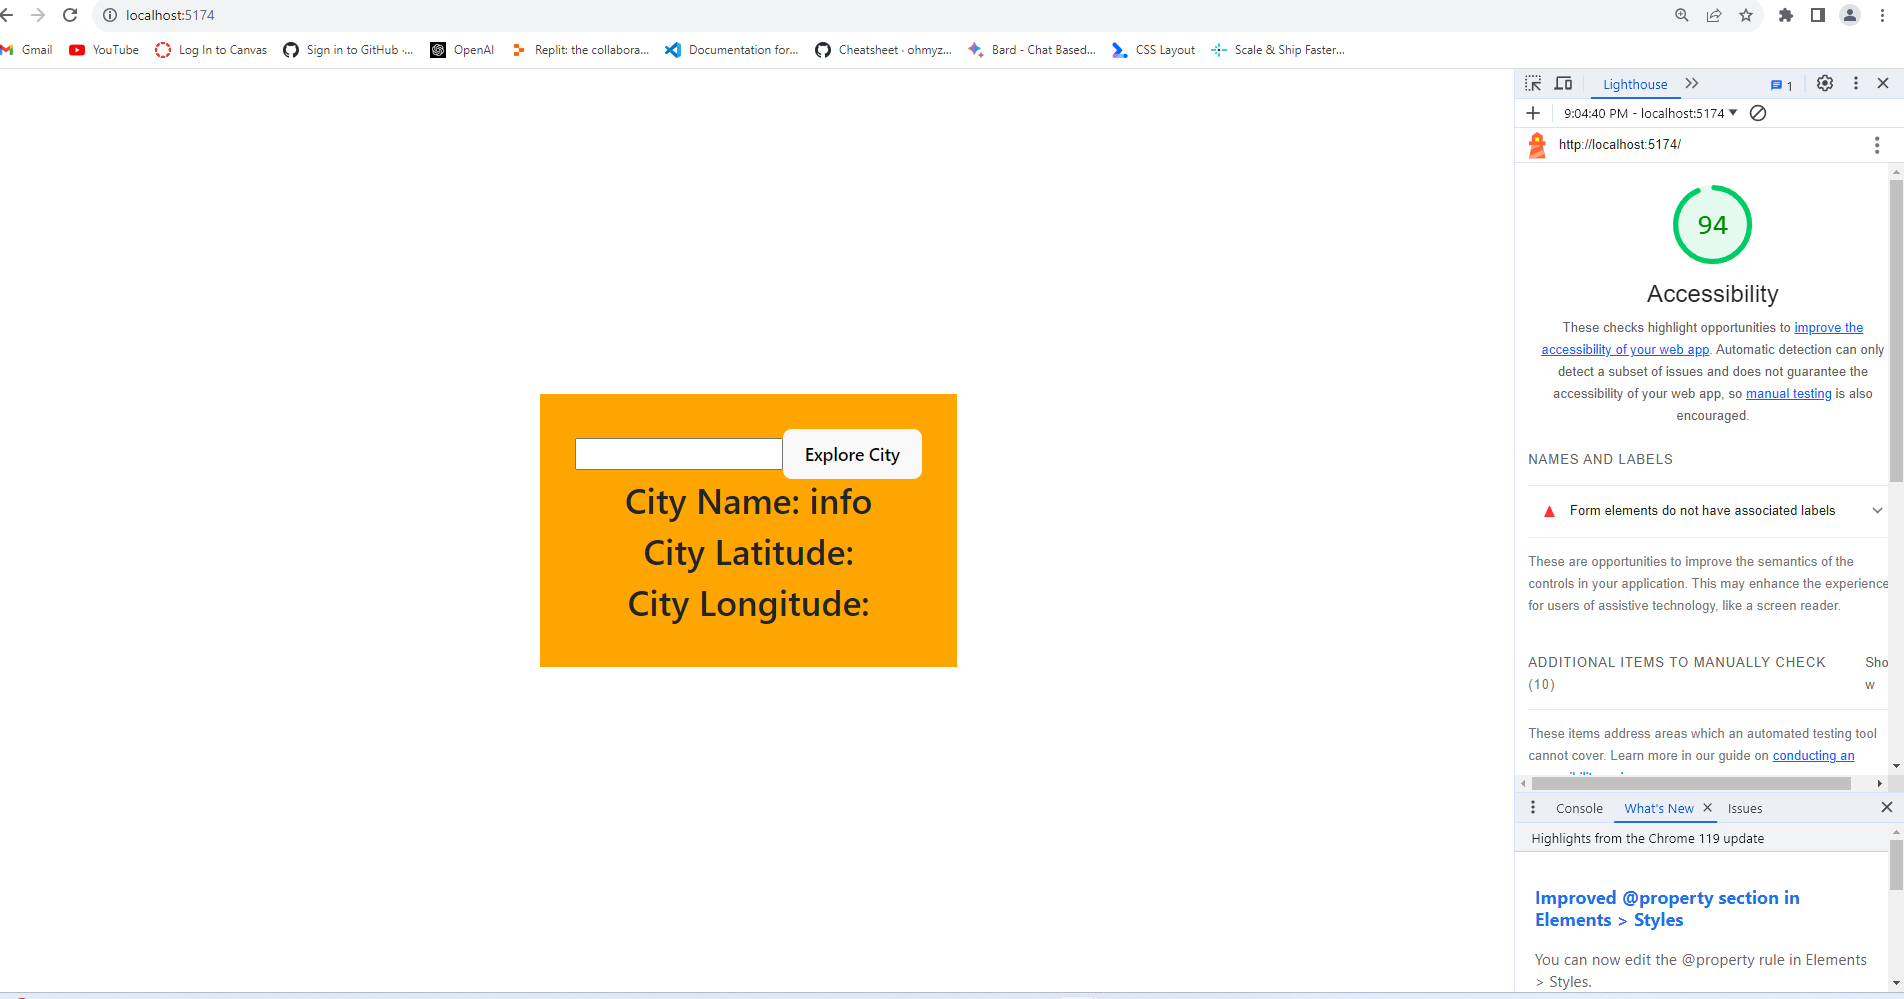 localhost:5174
Gmail YouTube Log In to Canvas Sign in to GitHub ·... OpenAI Replit: the collabora... Documentation for... Cheatsheet · ohmyz... Bard - Chat Based... CSS Layout Scale & Ship Faster...
Lighthouse 1
9:04:40 PM - localhost:5174
http://localhost:5174/
94
Accessibility
These checks highlight opportunities to improve the
accessibility of your web app. Automatic detection can only
detect a subset of issues and does not guarantee the
accessibility of your web app, so manual testing is also
encouraged.
NAMES AND LABELS
Form elements do not have associated labels
These are opportunities to improve the semantics of the
controls in your application. This may enhance the experience
for users of assistive technology, like a screen reader.
ADDITIONAL ITEMS TO MANUALLY CHECK Sho
(10) w
These items address areas which an automated testing tool
cannot cover. Learn more in our guide on conducting an
Explore City
City Name: info
City Latitude:
City Longitude:
Console What's New Issues
Highlights from the Chrome 119 update
Improved @property section in
Elements > Styles
You can now edit the @property rule in Elements
> Styles.